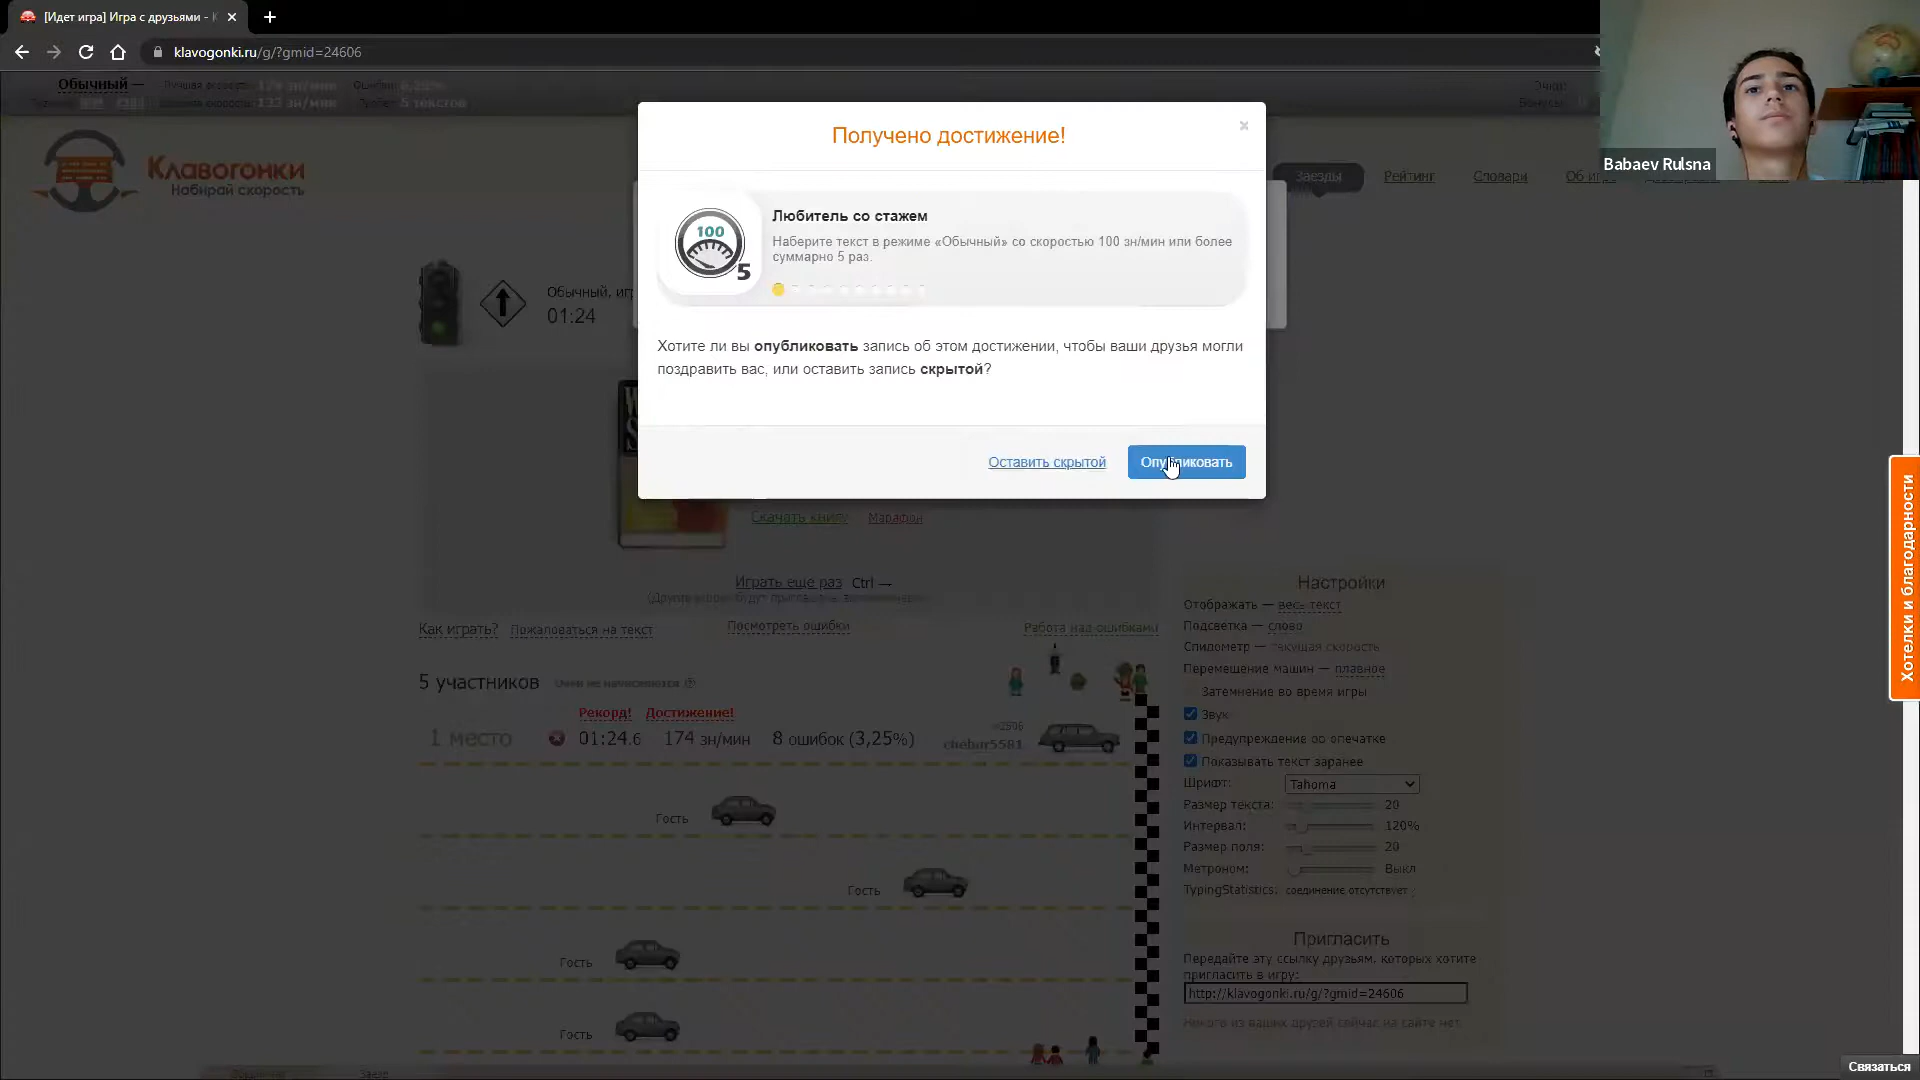 [Идет игра] Игра с друзьями -
klavogonki.ru/g/?gmid=24606
Обычный —
5 текстов
Клавогонки
Набирай скорость
Заезды
Рейтинг
Словари
Babaev Rulsna
Получено достижение!
100
5
Любитель со стажем
Наберите текст в режиме «Обычный» со скоростью 100 зн/мин или более
суммарно 5 раз.
Обычный, иг
01:24
Хотите ли вы опубликовать запись об этом достижении, чтобы ваши друзья могли
поздравить вас, или оставить запись скрытой?
Оставить скрытой
Опубликовать
Хотелки и благодарности
Скачать книгу
Марафон
Играть еще раз Ctrl —
Как играть?
Пожаловаться на текст
Посмотреть ошибки
Работа над ошибками
5 участников
Очки не начисляются
Рекорд!
Достижение!
1 место
01:24.6
174 зн/мин
8 ошибок (3,25%)
chebur5581
Гость
Гость
Гость
Гость
Настройки
Отображать — весь текст
Подсветка — слово
Спидометр — текущая скорость
Перемещение машин — плавное
Затемнение во время игры
Звук
Предупреждение об опечатке
Показывать текст заранее
Шрифт: Tahoma
Размер текста: 20
Интервал: 120%
Размер поля: 20
Метроном: Выкл
TypingStatistics: соединение отсутствует
Пригласить
Передайте эту ссылку друзьям, которых хотите
пригласить в игру:
http://klavogonki.ru/g/?gmid=24606
Никого из ваших друзей сейчас на сайте нет
Связаться